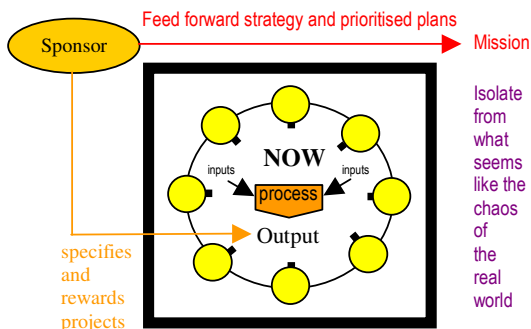 Feed forward strategy and prioritised plans
Sponsor
Mission
Isolate
from
what
seems
like the
chaos
of
the
real
world
NOW
inputs
inputs
process
Output
specifies
and
rewards
projects